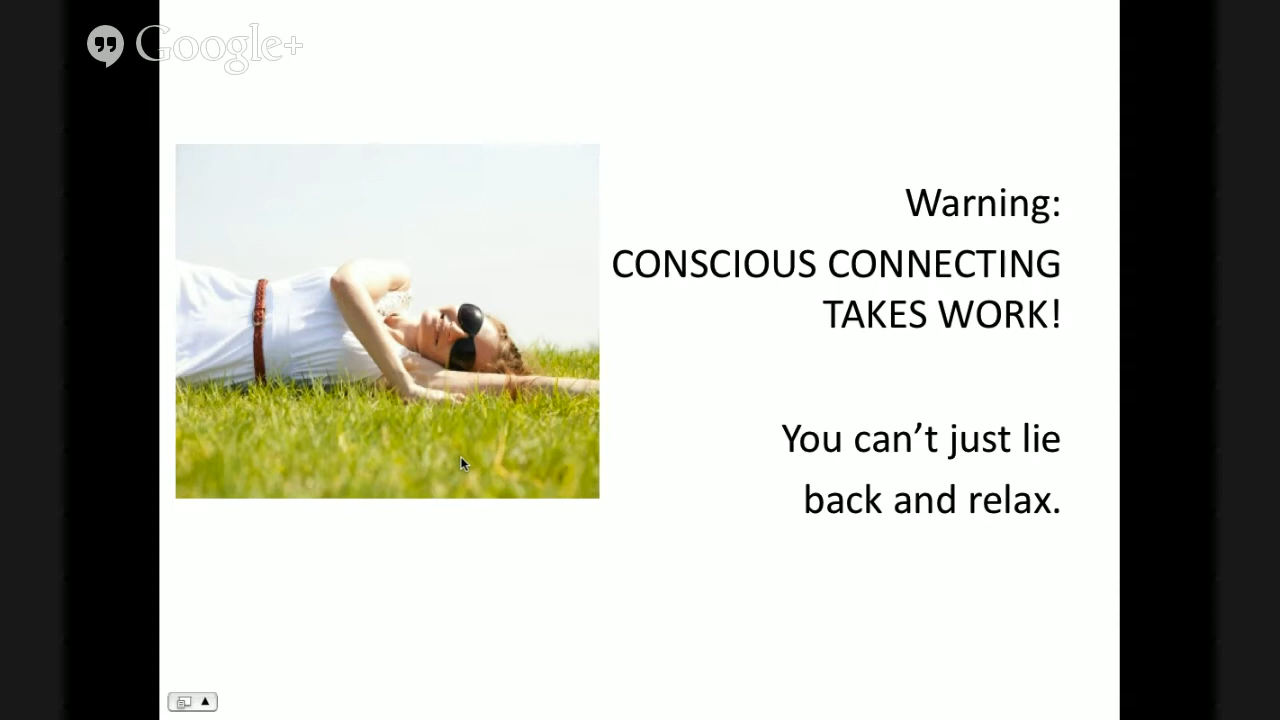 Google+
Warning:
CONSCIOUS CONNECTING
TAKES WORK!
You can’t just lie
back and relax.